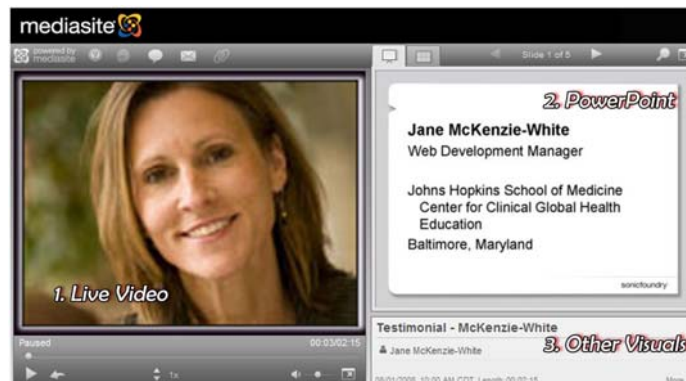 mediasite
powered by
mediasite
Slide 1 of 5
1. Live Video
2. PowerPoint
Jane McKenzie-White
Web Development Manager
Johns Hopkins School of Medicine
Center for Clinical Global Health
Education
Baltimore, Maryland
sonicfoundry
Paused
00:03/02:15
1x
Testimonial - McKenzie-White
3. Other Visuals
Jane McKenzie-White